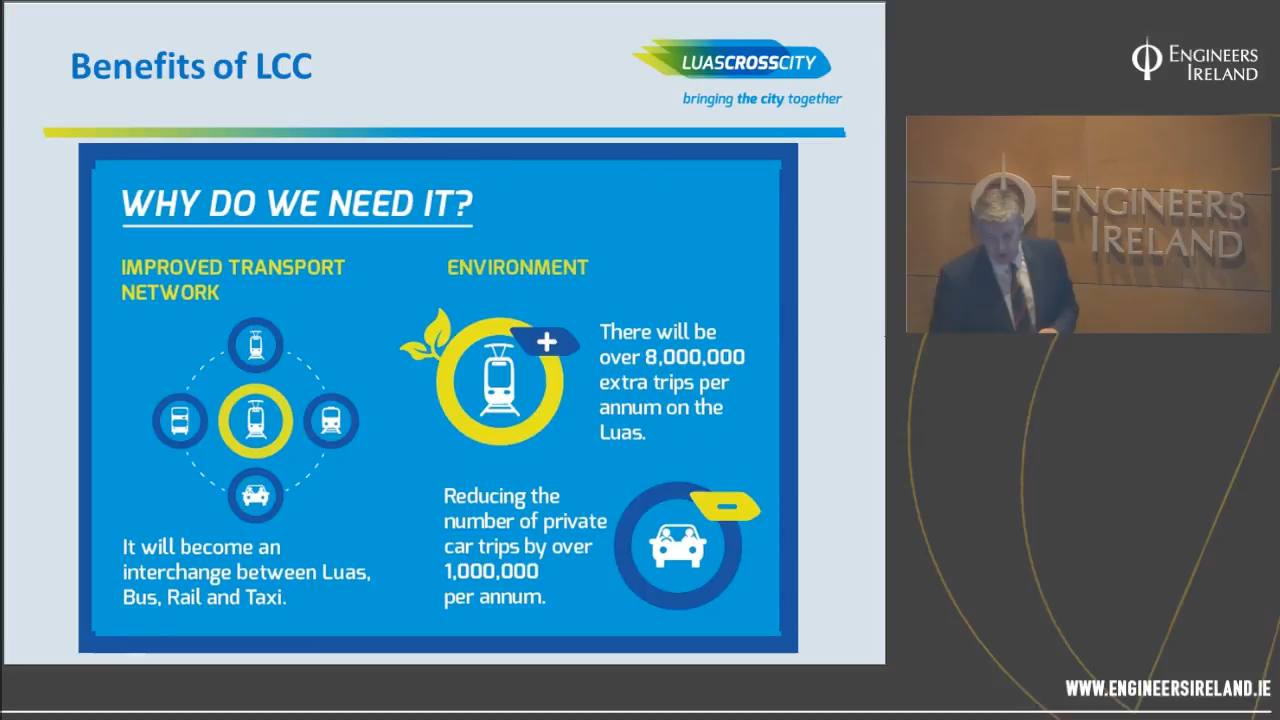 Benefits of LCC
LUASCROSSCITY
bringing the city together
WHY DO WE NEED IT?
IMPROVED TRANSPORT
NETWORK
It will become an
interchange between Luas,
Bus, Rail and Taxi.
ENVIRONMENT
There will be
over 8,000,000
extra trips per
annum on the
Luas.
Reducing the
number of private
car trips by over
1,000,000
per annum.
ENGINEERS
IRELAND
ENGINEERS
IRELAND
WWW.ENGINEERSIRELAND.IE